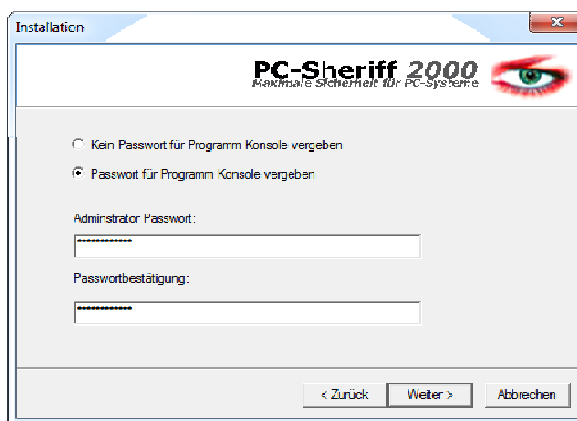 Installation
PC-Sheriff 2000
Maximale Sicherheit für PC-Systeme
Kein Passwort für Programm Konsole vergeben
Passwort für Programm Konsole vergeben
Adminstrator Passwort:
************
Passwortbestätigung:
************
< Zurück
Weiter >
Abbrechen